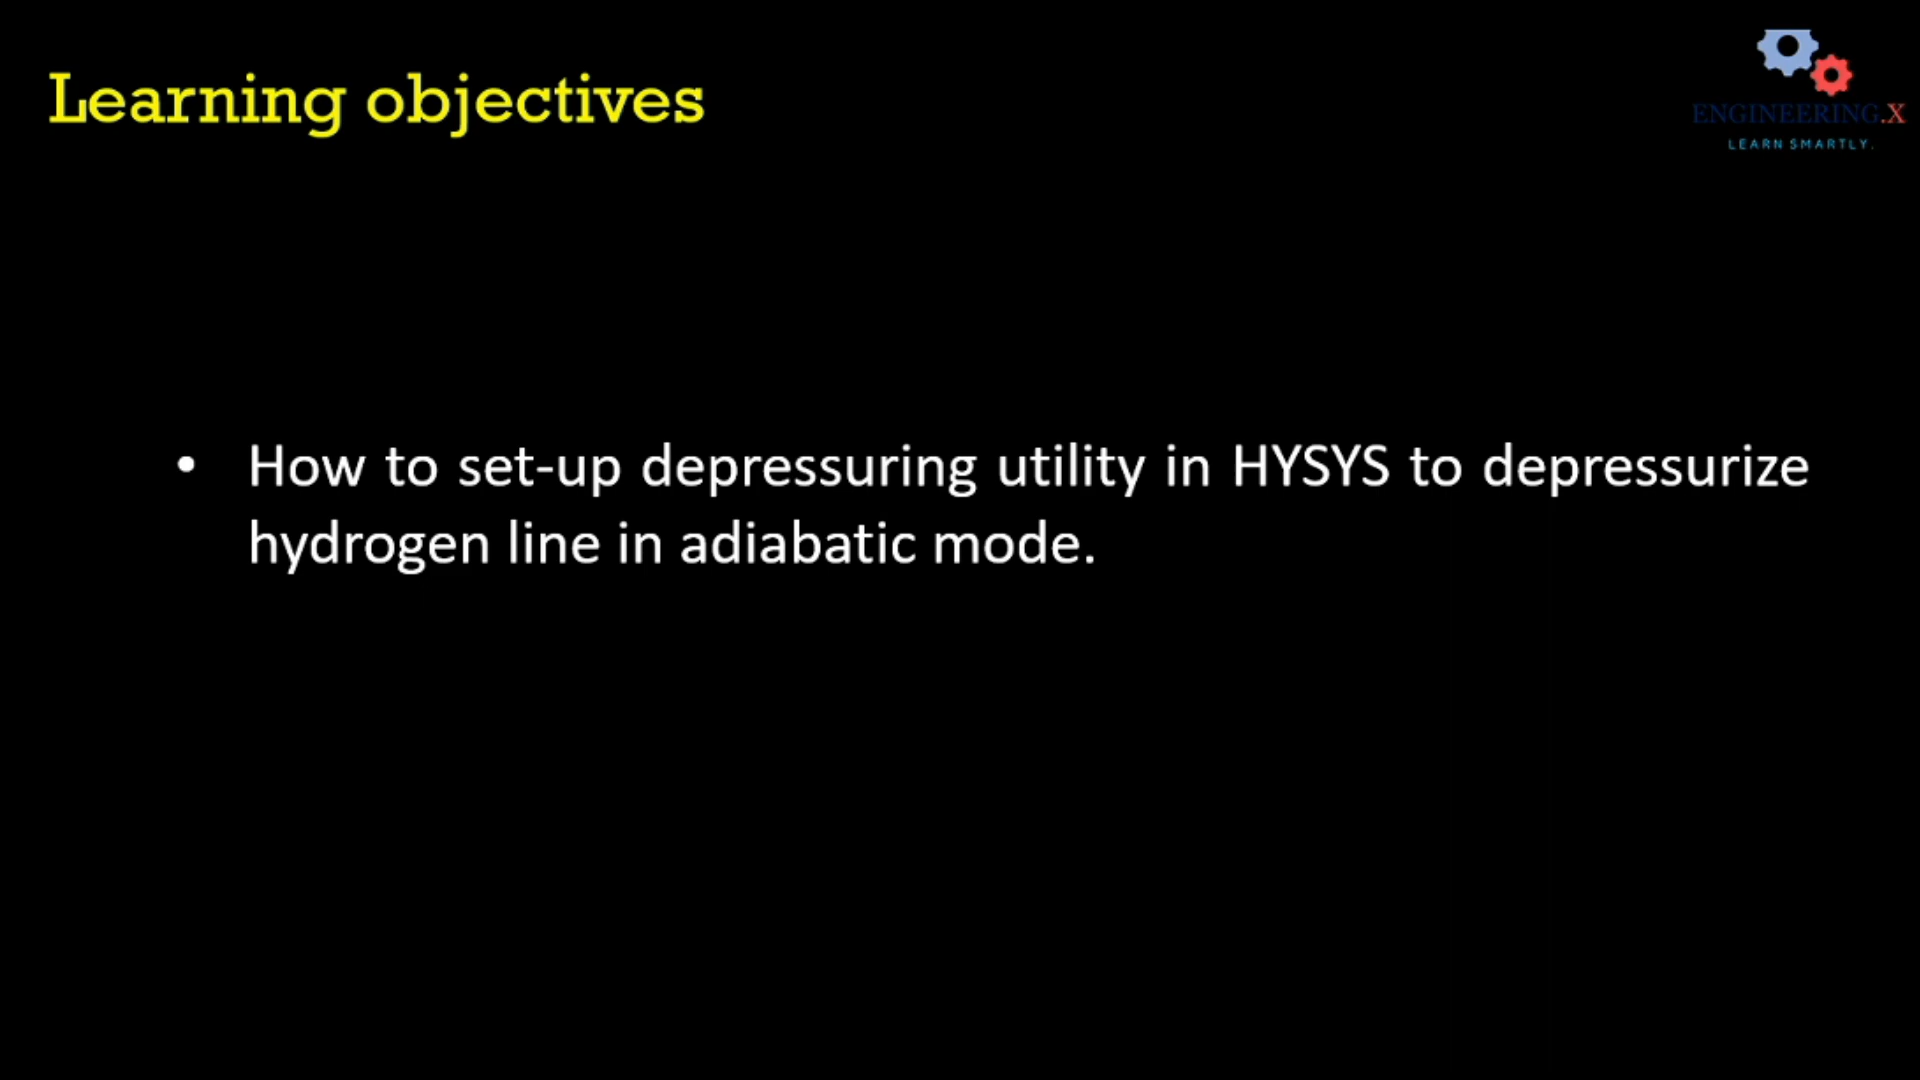 Learning objectives
ENGINEERING.X
LEARN SMARTLY.
• How to set-up depressuring utility in HYSYS to depressurize
hydrogen line in adiabatic mode.